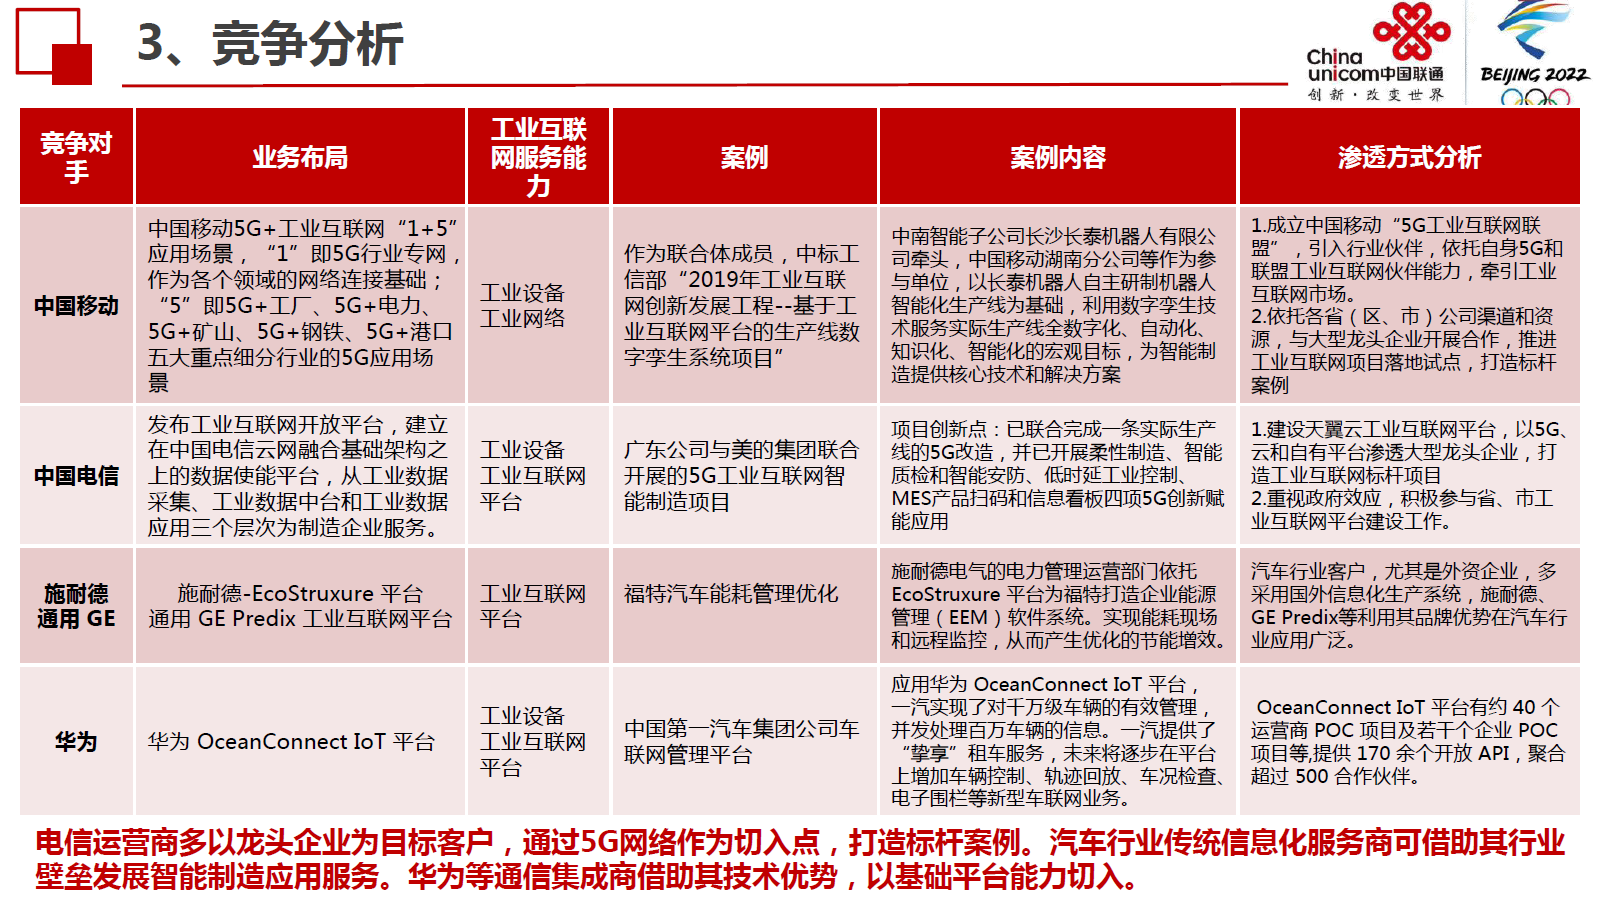 3、竞争分析
China
unicom中国联通
创新·改变世界
BEIJING 2022
竞争对
手
业务布局
工业互联
网服务能
力
案例
案例内容
渗透方式分析
中国移动
中国移动5G+工业互联网“1+5”
应用场景，“1”即5G行业专网，
作为各个领域的网络连接基础；
“5”即5G+工厂、5G+电力、
5G+矿山、5G+钢铁、5G+港口
五大重点细分行业的5G应用场
景
工业设备
工业网络
作为联合体成员，中标工
信部“2019年工业互联
网创新发展工程--基于工
业互联网平台的生产线数
字孪生系统项目”
中南智能子公司长沙长泰机器人有限公
司牵头，中国移动湖南分公司等作为参
与单位，以长泰机器人自主研制机器人
智能化生产线为基础，利用数字孪生技
术服务实际生产线全数字化、自动化、
知识化、智能化的宏观目标，为智能制
造提供核心技术和解决方案
1.成立中国移动“5G工业互联网联
盟”，引入行业伙伴，依托自身5G和
联盟工业互联网伙伴能力，牵引工业
互联网市场。
2.依托各省（区、市）公司渠道和资
源，与大型龙头企业开展合作，推进
工业互联网项目落地试点，打造标杆
案例
中国电信
发布工业互联网开放平台，建立
在中国电信云网融合基础架构之
上的数据使能平台，从工业数据
采集、工业数据中台和工业数据
应用三个层次为制造企业服务。
工业设备
工业互联网
平台
广东公司与美的集团联合
开展的5G工业互联网智
能制造项目
项目创新点：已联合完成一条实际生产
线的5G改造，并已开展柔性制造、智能
质检和智能安防、低时延工业控制、
MES产品扫码和信息看板四项5G创新赋
能应用
1.建设天翼云工业互联网平台，以5G、
云和自有平台渗透大型龙头企业，打
造工业互联网标杆项目
2.重视政府效应，积极参与省、市工
业互联网平台建设工作。
施耐德
通用 GE
施耐德-EcoStruxure 平台
通用 GE Predix 工业互联网平台
工业互联网
平台
福特汽车能耗管理优化
施耐德电气的电力管理运营部门依托
EcoStruxure 平台为福特打造企业能源
管理（EEM）软件系统。实现能耗现场
和远程监控，从而产生优化的节能增效。
汽车行业客户，尤其是外资企业，多
采用国外信息化生产系统，施耐德、
GE Predix等利用其品牌优势在汽车行
业应用广泛。
华为
华为 OceanConnect IoT 平台
工业设备
工业互联网
平台
中国第一汽车集团公司车
联网管理平台
应用华为 OceanConnect IoT 平台，
一汽实现了对千万级车辆的有效管理，
并发处理百万车辆的信息。一汽提供了
“挚享”租车服务，未来将逐步在平台
上增加车辆控制、轨迹回放、车况检查、
电子围栏等新型车联网业务。
OceanConnect IoT 平台有约 40 个
运营商 POC 项目及若干个企业 POC
项目等,提供 170 余个开放 API，聚合
超过 500 合作伙伴。
电信运营商多以龙头企业为目标客户，通过5G网络作为切入点，打造标杆案例。汽车行业传统信息化服务商可借助其行业
壁垒发展智能制造应用服务。华为等通信集成商借助其技术优势，以基础平台能力切入。